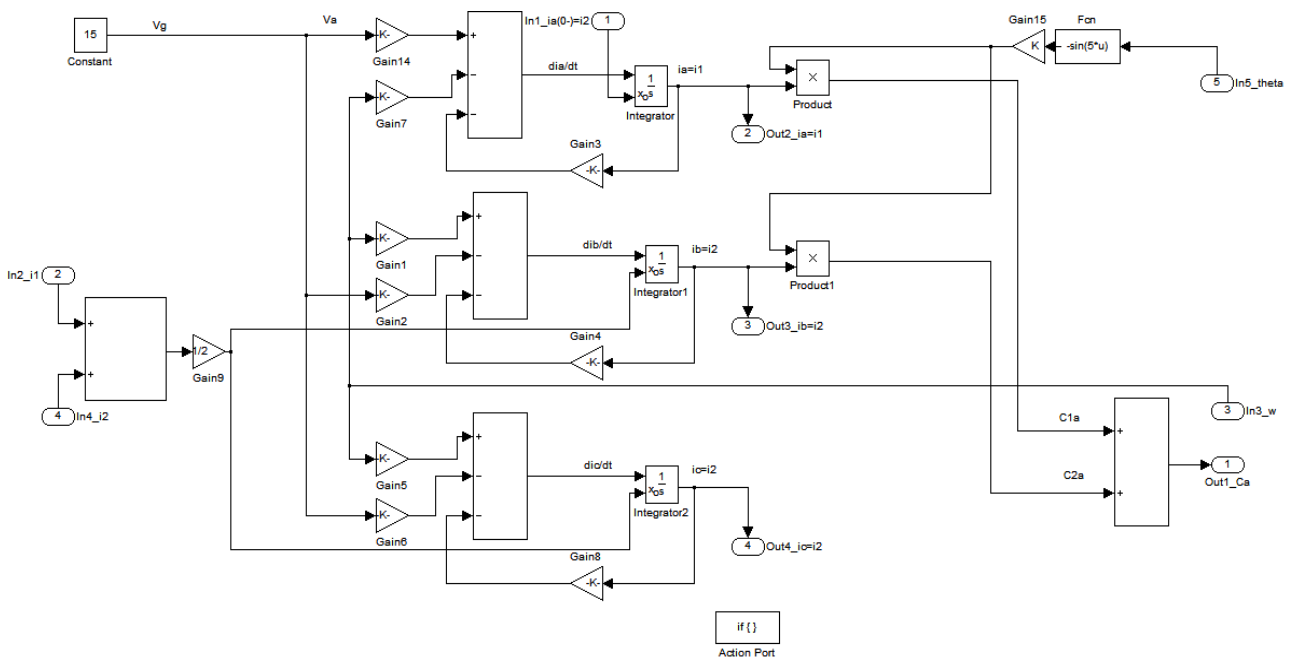 Vg
Va
15
Constant
-K-
Gain14
+
−
−
dia/dt
In1_ia(0-)=i2
1
1
s
xo
Integrator
ia=i1
×
Product
Gain15
K
Fcn
-sin(5*u)
5
In5_theta
-K-
Gain7
2
Out2_ia=i1
Gain3
-K-
-K-
Gain1
+
−
−
dib/dt
1
s
xo
Integrator1
ib=i2
×
Product1
-K-
Gain2
3
Out3_ib=i2
Gain4
-K-
In2_i1
2
+
+
1/2
Gain9
4
In4_i2
3
In3_w
C1a
+
C2a
+
1
Out1_Ca
-K-
Gain5
+
−
−
dic/dt
1
s
xo
Integrator2
ic=i2
-K-
Gain6
4
Out4_ic=i2
Gain8
-K-
if { }
Action Port